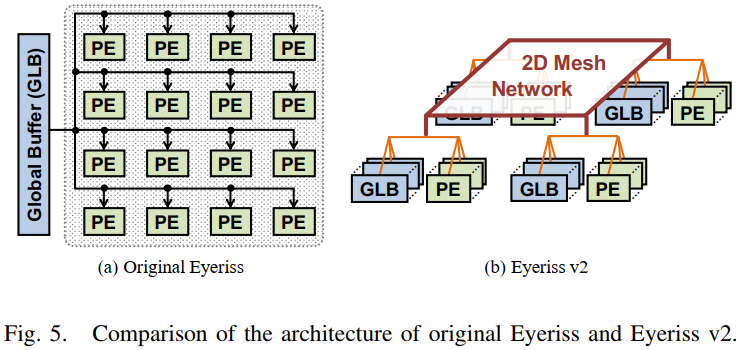 Global Buffer (GLB)
PE PE PE PE
PE PE PE PE
PE PE PE PE
PE PE PE PE
(a) Original Eyeriss
2D Mesh
Network
GLB PE GLB PE
GLB PE GLB PE
(b) Eyeriss v2
Fig. 5. Comparison of the architecture of original Eyeriss and Eyeriss v2.